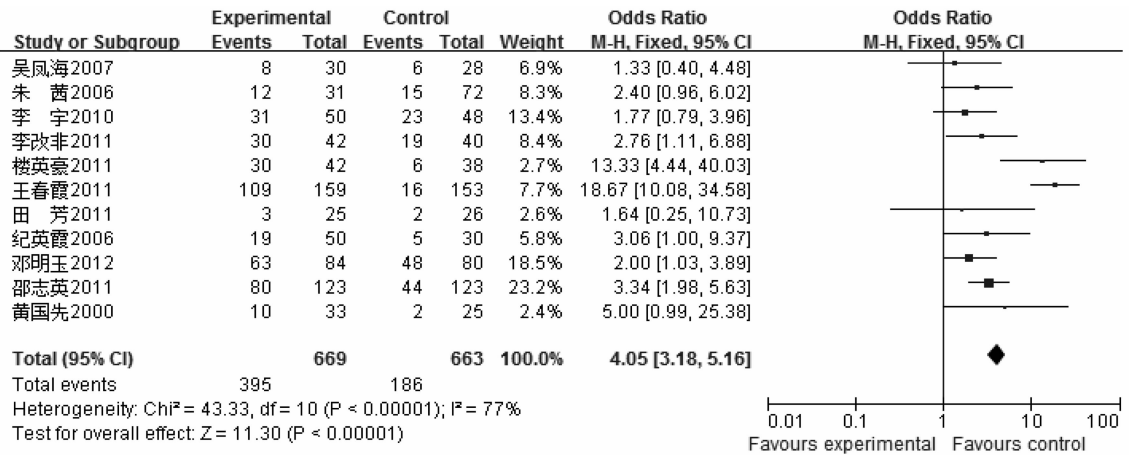 Experimental Control Odds Ratio Odds Ratio
Study or Subgroup Events Total Events Total Weight M-H, Fixed, 95% CI M-H, Fixed, 95% CI
吴凤海2007 8 30 6 28 6.9% 1.33 [0.40, 4.48]
朱 茜2006 12 31 15 72 8.3% 2.40 [0.96, 6.02]
李 宇2010 31 50 23 48 13.4% 1.77 [0.79, 3.96]
李改非2011 30 42 19 40 8.4% 2.76 [1.11, 6.88]
楼英豪2011 30 42 6 38 2.7% 13.33 [4.44, 40.03]
王春霞2011 109 159 16 153 7.7% 18.67 [10.08, 34.58]
田 芳2011 3 25 2 26 2.6% 1.64 [0.25, 10.73]
纪英霞2006 19 50 5 30 5.8% 3.06 [1.00, 9.37]
邓明玉2012 63 84 48 80 18.5% 2.00 [1.03, 3.89]
邵志英2011 80 123 44 123 23.2% 3.34 [1.98, 5.63]
黄国先2000 10 33 2 25 2.4% 5.00 [0.99, 25.38]
Total (95% CI) 669 663 100.0% 4.05 [3.18, 5.16]
Total events 395 186
Heterogeneity: Chi² = 43.33, df = 10 (P < 0.00001); I² = 77%
Test for overall effect: Z = 11.30 (P < 0.00001)
0.01 0.1 1 10 100
Favours experimental Favours control